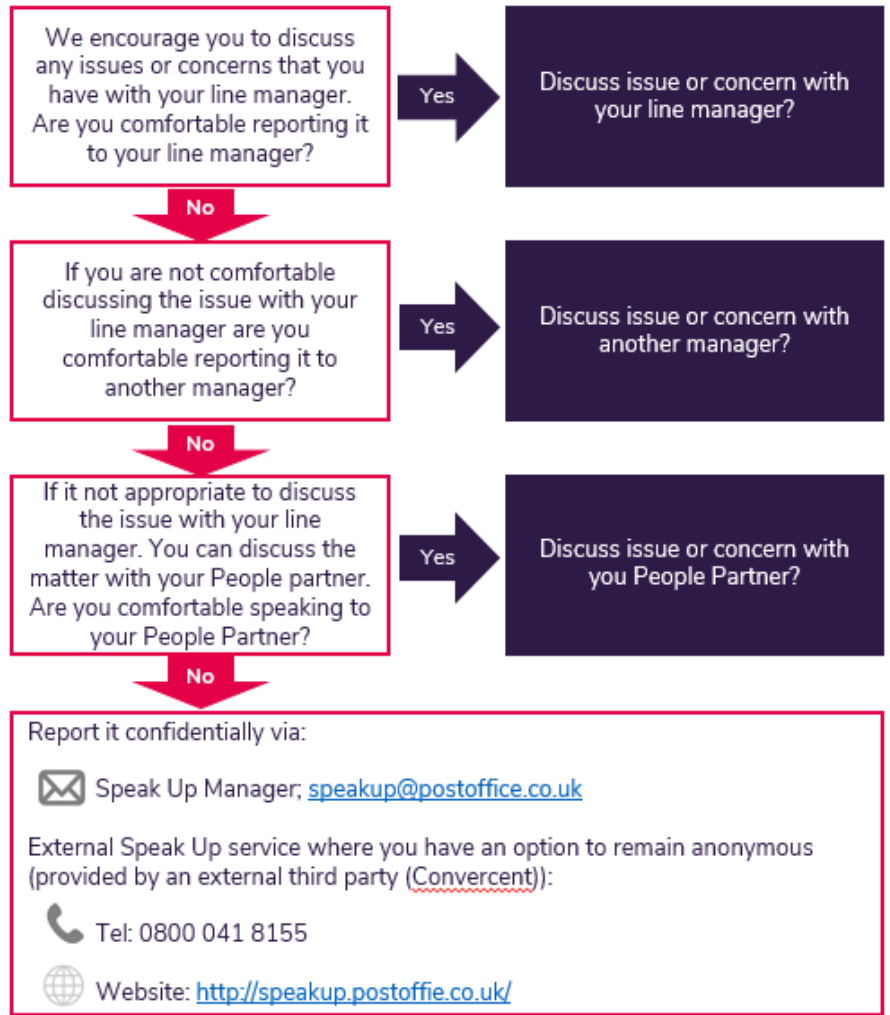 We encourage you to discuss
any issues or concerns that you
have with your line manager.
Are you comfortable reporting it
to your line manager?
Yes
Discuss issue or concern with
your line manager?
No
If you are not comfortable
discussing the issue with your
line manager are you
comfortable reporting it to
another manager?
Yes
Discuss issue or concern with
another manager?
No
If it not appropriate to discuss
the issue with your line
manager. You can discuss the
matter with your People partner.
Are you comfortable speaking to
your People Partner?
Yes
Discuss issue or concern with
you People Partner?
No
Report it confidentially via:
Speak Up Manager; speakup@postoffice.co.uk
External Speak Up service where you have an option to remain anonymous
(provided by an external third party (Convercent)):
Tel: 0800 041 8155
Website: http://speakup.postoffie.co.uk/